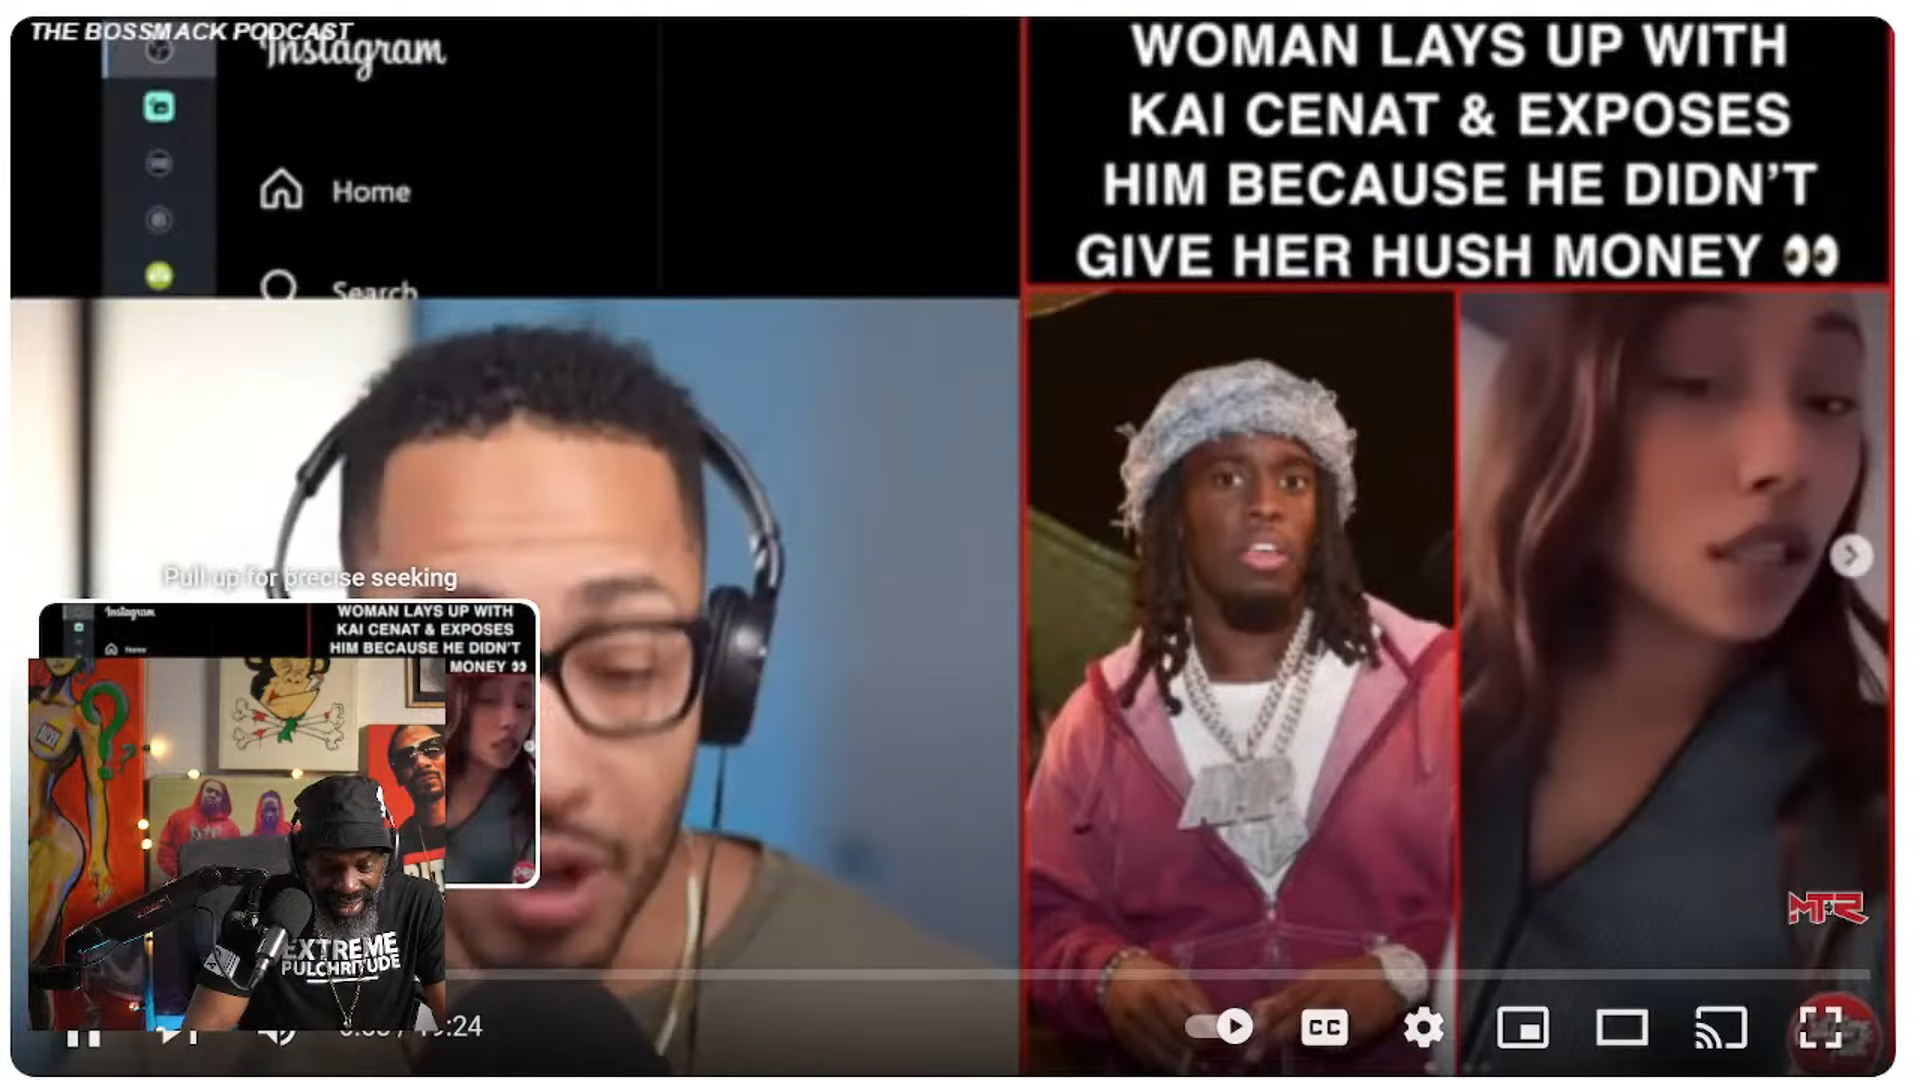 THE BOSSMACK PODCAST
Instagram
Home
Search
WOMAN LAYS UP WITH
KAI CENAT & EXPOSES
HIM BECAUSE HE DIDN'T
GIVE HER HUSH MONEY 👀
Pull up for precise seeking
Instagram
Home
WOMAN LAYS UP WITH
KAI CENAT & EXPOSES
HIM BECAUSE HE DIDN'T
MONEY 👀
EXTREME
PULCHRITUDE
MTR
CC